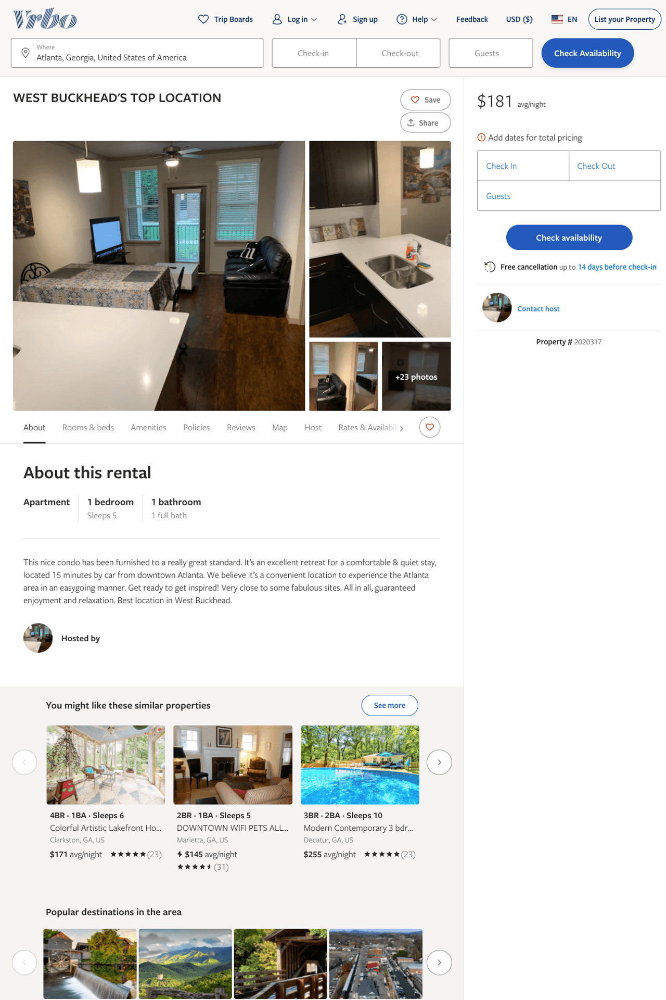 Vrbo
Trip Boards
Log in
Sign up
Help
Feedback
USD ($)
EN
List your Property
Where
Atlanta, Georgia, United States of America
Check-in
Check-out
Guests
Check Availability
WEST BUCKHEAD'S TOP LOCATION
Save
Share
$181 avg/night
Add dates for total pricing
Check In
Check Out
Guests
Check availability
Free cancellation up to 14 days before check-in
Contact host
Property # 2020317
hi
+23 photos
About
Rooms & beds
Amenities
Policies
Reviews
Map
Host
Rates & Availabili
About this rental
Apartment
1 bedroom
Sleeps 5
1 bathroom
1 full bath
This nice condo has been furnished to a really great standard. It's an excellent retreat for a comfortable & quiet stay,
located 15 minutes by car from downtown Atlanta. We believe it's a convenient location to experience the Atlanta
area in an easygoing manner. Get ready to get inspired! Very close to some fabulous sites. All in all, guaranteed
enjoyment and relaxation. Best location in West Buckhead.
Hosted by
You might like these similar properties
See more
4BR · 1BA · Sleeps 6
Colorful Artistic Lakefront Ho...
Clarkston, GA, US
$171 avg/night
(23)
2BR · 1BA · Sleeps 5
DOWNTOWN WIFI PETS ALL...
Marietta, GA, US
$145 avg/night
(31)
3BR · 2BA · Sleeps 10
Modern Contemporary 3 bdr...
Decatur, GA, US
$255 avg/night
(23)
Popular destinations in the area